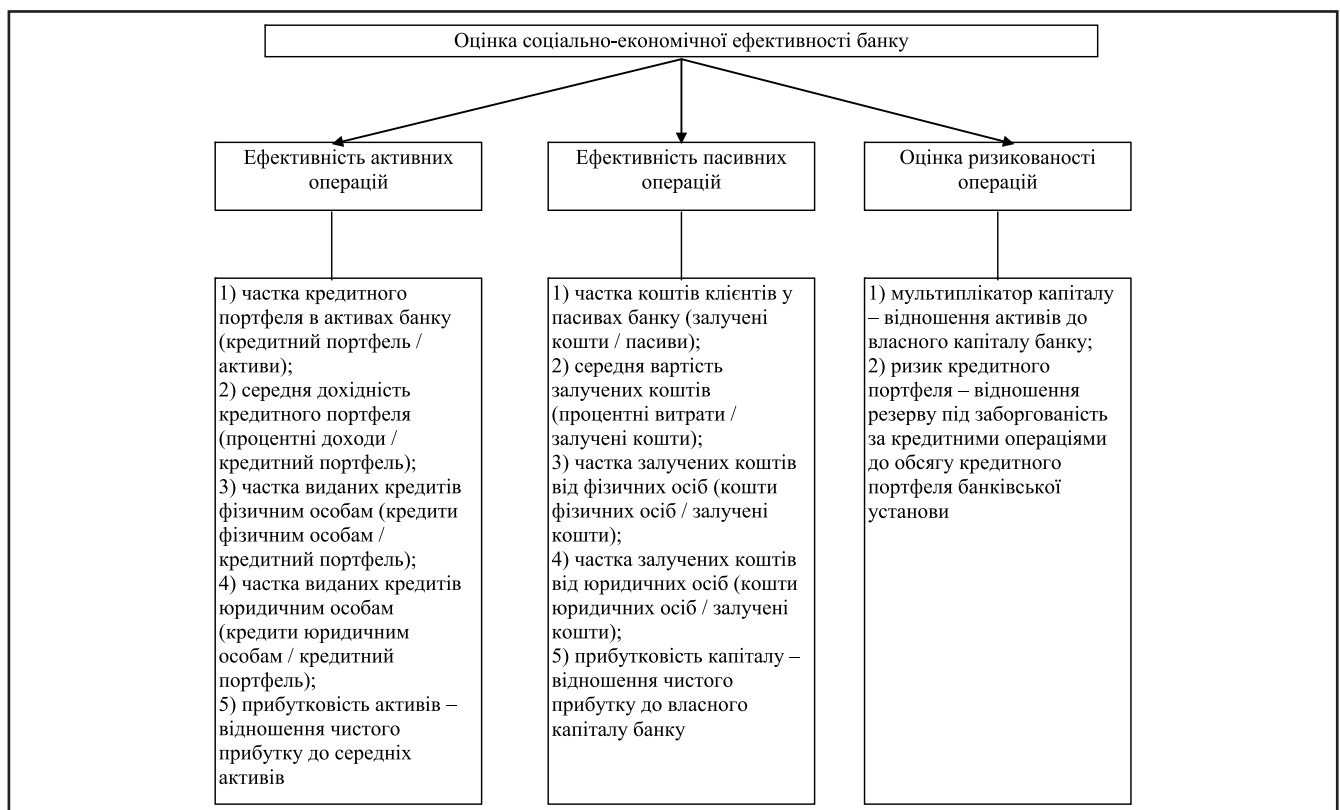 Оцінка соціально-економічної ефективності банку
Ефективність активних
операцій
Ефективність пасивних
операцій
Оцінка ризикованості
операцій
1) частка кредитного
портфеля в активах банку
(кредитний портфель /
активи);
2) середня дохідність
кредитного портфеля
(процентні доходи /
кредитний портфель);
3) частка виданих кредитів
фізичним особам (кредити
фізичним особам /
кредитний портфель);
4) частка виданих кредитів
юридичним особам
(кредити юридичним
особам / кредитний
портфель);
5) прибутковість активів –
відношення чистого
прибутку до середніх
активів
1) частка коштів клієнтів у
пасивах банку (залучені
кошти / пасиви);
2) середня вартість
залучених коштів
(процентні витрати /
залучені кошти);
3) частка залучених коштів
від фізичних осіб (кошти
фізичних осіб / залучені
кошти);
4) частка залучених коштів
від юридичних осіб (кошти
юридичних осіб / залучені
кошти);
5) прибутковість капіталу –
відношення чистого
прибутку до власного
капіталу банку
1) мультиплікатор капіталу
– відношення активів до
власного капіталу банку;
2) ризик кредитного
портфеля – відношення
резерву під заборгованість
за кредитними операціями
до обсягу кредитного
портфеля банківської
установи